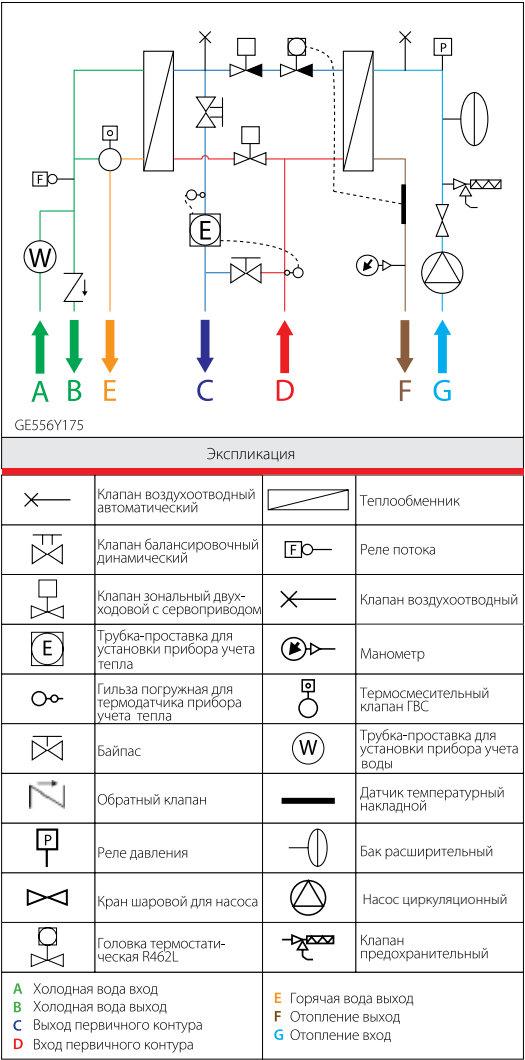 P
F
W
E
A
B
E
C
D
F
G
GE556Y175
Экспликация
Клапан воздухоотводный
автоматический
Теплообменник
Клапан балансировочный
динамический
F
Реле потока
Клапан зональный двух-
ходовой с сервоприводом
Клапан воздухоотводный
E
Трубка-проставка для
установки прибора учета
тепла
Манометр
Гильза погружная для
термодатчика прибора
учета тепла
Термосмесительный
клапан ГВС
Байпас
W
Трубка-проставка для
установки прибора учета
воды
Обратный клапан
Датчик температурный
накладной
P
Реле давления
Бак расширительный
Кран шаровой для насоса
Насос циркуляционный
Головка термостати-
ческая R462L
Клапан
предохранительный
A Холодная вода вход
B Холодная вода выход
C Выход первичного контура
D Вход первичного контура
E Горячая вода выход
F Отопление выход
G Отопление вход